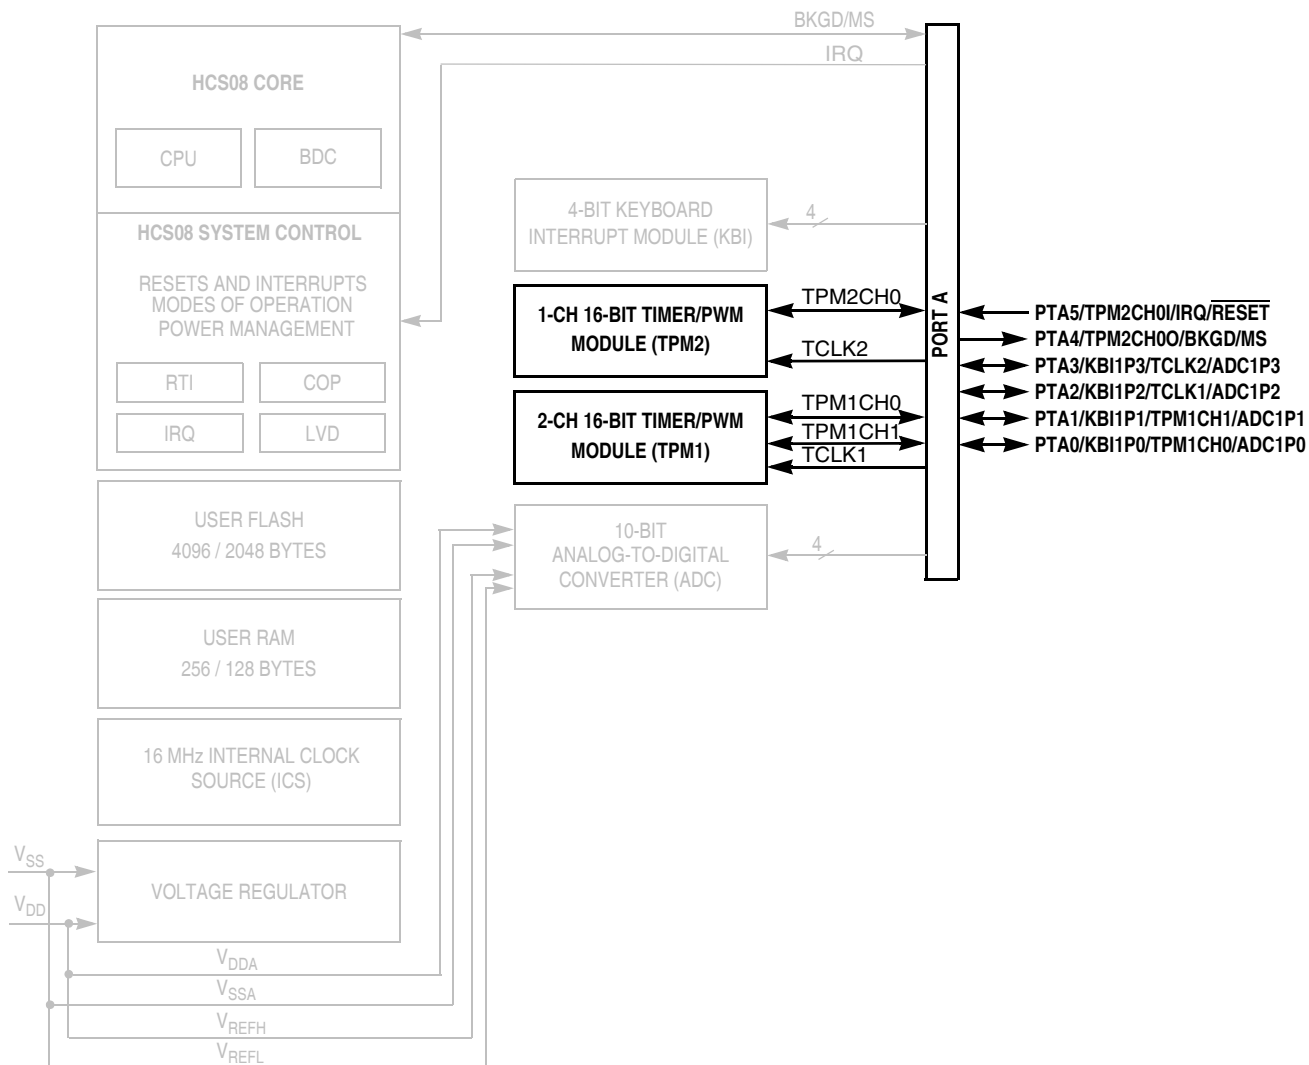 BKGD/MS
IRQ
HCS08 CORE
CPU
BDC
HCS08 SYSTEM CONTROL
RESETS AND INTERRUPTS
MODES OF OPERATION
POWER MANAGEMENT
RTI
COP
IRQ
LVD
USER FLASH
4096 / 2048 BYTES
USER RAM
256 / 128 BYTES
16 MHz INTERNAL CLOCK
SOURCE (ICS)
VOLTAGE REGULATOR
VSS
VDD
VDDA
VSSA
VREFH
VREFL
4-BIT KEYBOARD
INTERRUPT MODULE (KBI)
4
1-CH 16-BIT TIMER/PWM
MODULE (TPM2)
TPM2CH0
TCLK2
2-CH 16-BIT TIMER/PWM
MODULE (TPM1)
TPM1CH0
TPM1CH1
TCLK1
10-BIT
ANALOG-TO-DIGITAL
CONVERTER (ADC)
4
PORT A
PTA5/TPM2CH0I/IRQ/RESET
PTA4/TPM2CH0O/BKGD/MS
PTA3/KBI1P3/TCLK2/ADC1P3
PTA2/KBI1P2/TCLK1/ADC1P2
PTA1/KBI1P1/TPM1CH1/ADC1P1
PTA0/KBI1P0/TPM1CH0/ADC1P0